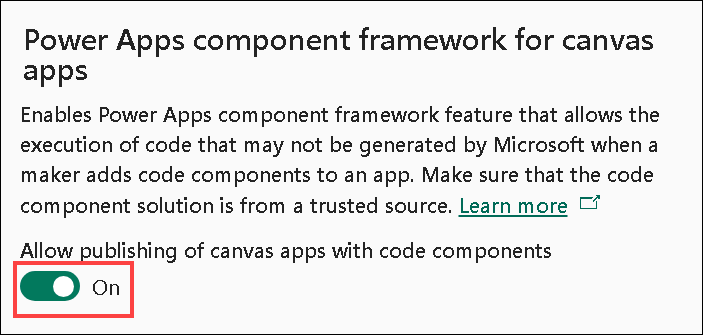 Power Apps component framework for canvas
apps
Enables Power Apps component framework feature that allows the
execution of code that may not be generated by Microsoft when a
maker adds code components to an app. Make sure that the code
component solution is from a trusted source. Learn more
Allow publishing of canvas apps with code components
On